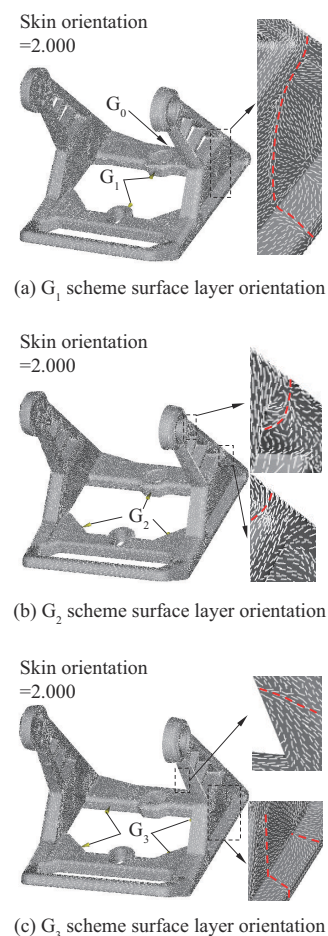 Skin orientation
=2.000
G₀
G₁
(a) G₁ scheme surface layer orientation
Skin orientation
=2.000
G₂
(b) G₂ scheme surface layer orientation
Skin orientation
=2.000
G₃
(c) G₃ scheme surface layer orientation